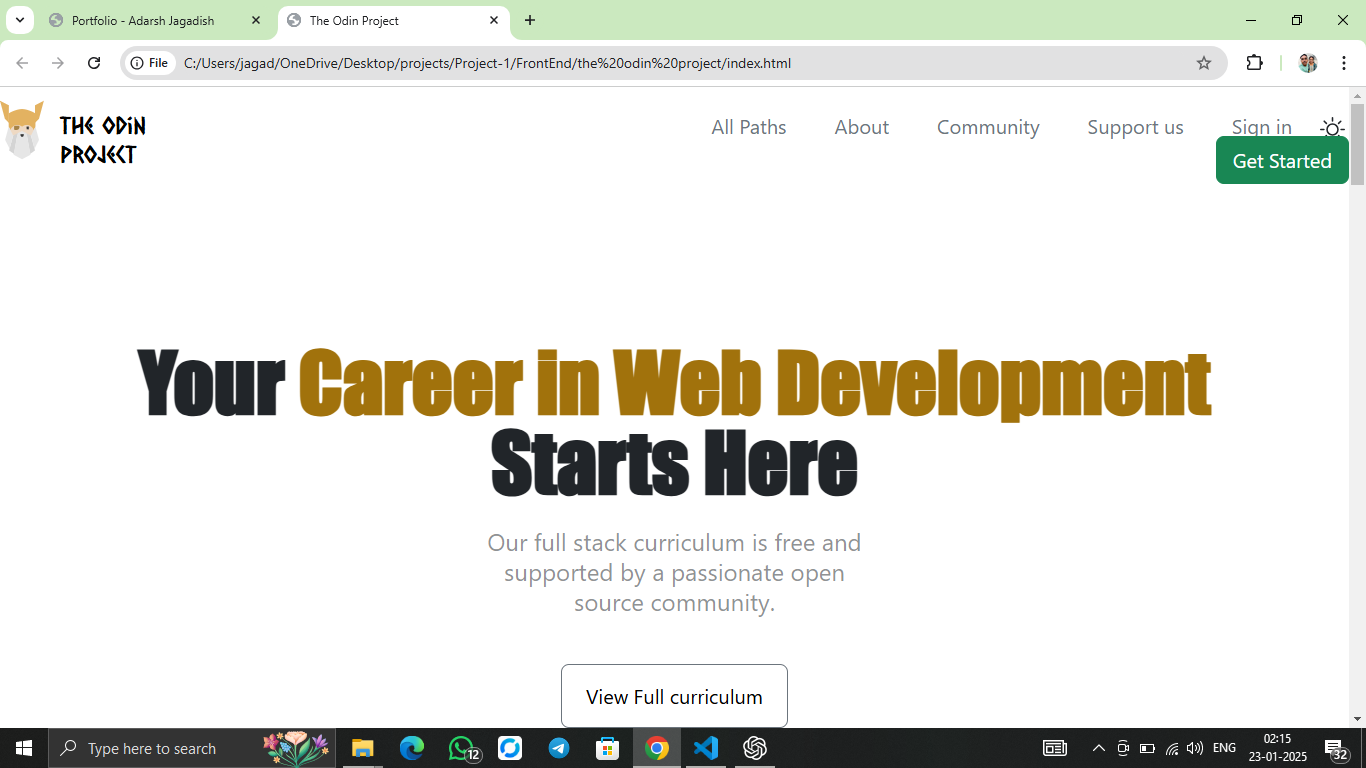 Portfolio - Adarsh Jagadish
The Odin Project
File
C:/Users/jagad/OneDrive/Desktop/projects/Project-1/FrontEnd/the%20odin%20project/index.html
THE ODIN
PROJECT
All Paths
About
Community
Support us
Sign in
Get Started
Your Career in Web Development
Starts Here
Our full stack curriculum is free and
supported by a passionate open
source community.
View Full curriculum
Type here to search
12
ENG
02:15
23-01-2025
32